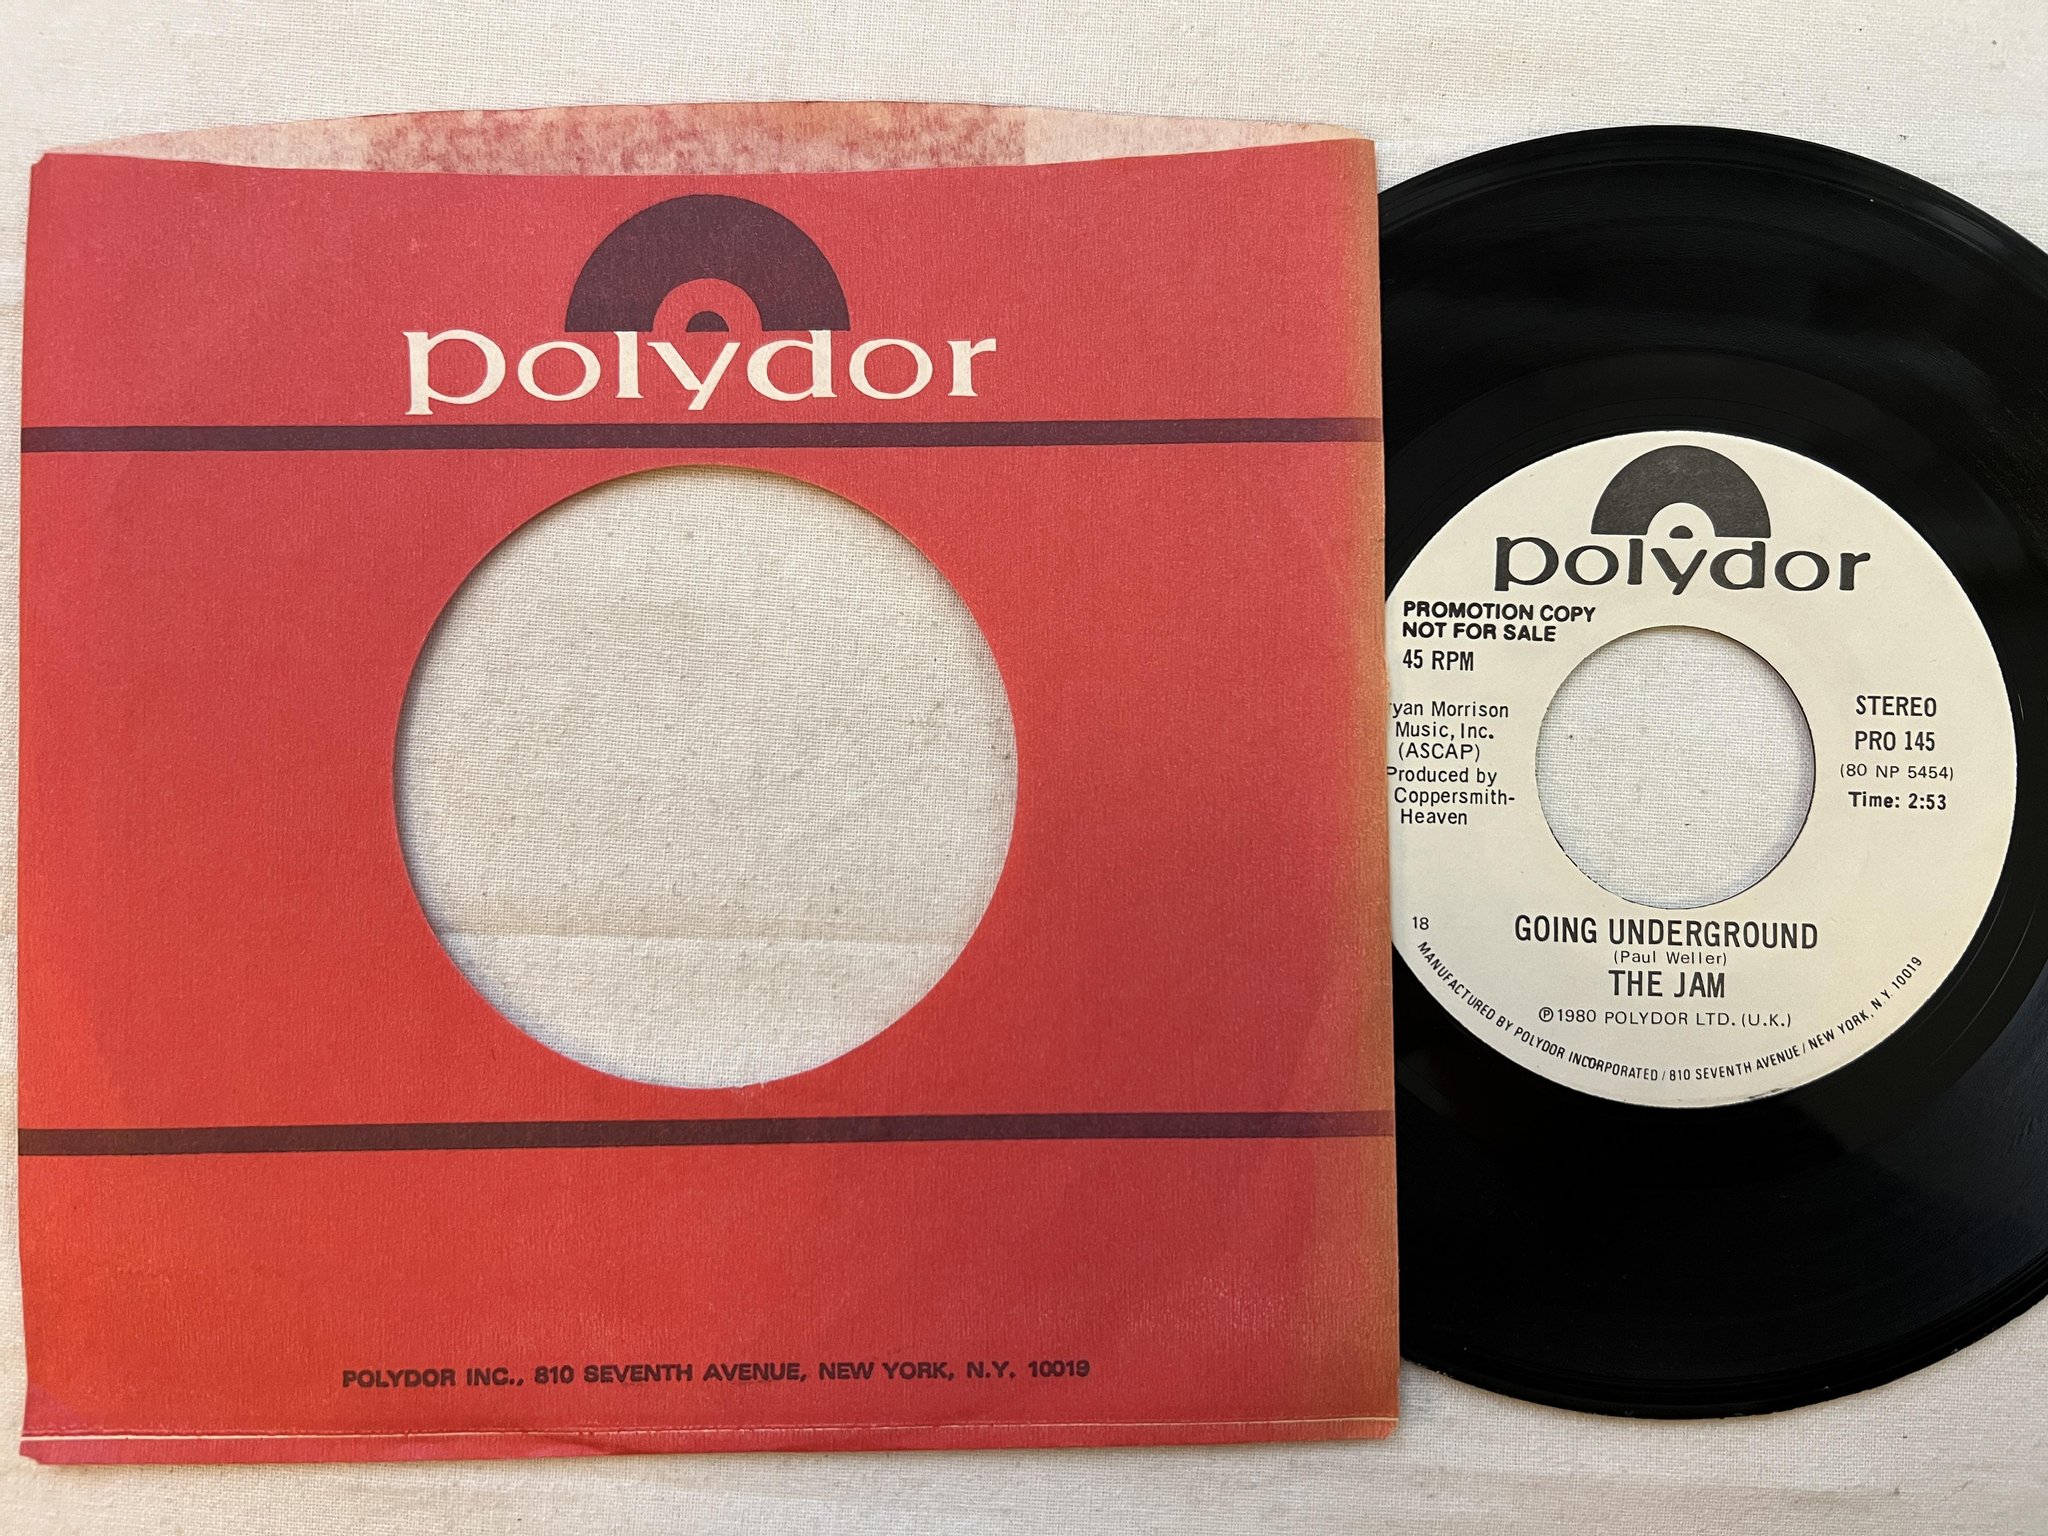 polydor
POLYDOR INC., 810 SEVENTH AVENUE, NEW YORK, N.Y. 10019
polydor
PROMOTION COPY
NOT FOR SALE
45 RPM
Morrison
Music, Inc.
(ASCAP)
Produced by
Coppersmith-
Heaven
STEREO
PRO 145
(80 NP 5454)
Time: 2:53
18
GOING UNDERGROUND
(Paul Weller)
THE JAM
℗1980 POLYDOR LTD. (U.K.)
MANUFACTURED BY POLYDOR INCORPORATED / 810 SEVENTH AVENUE / NEW YORK, N.Y. 10019